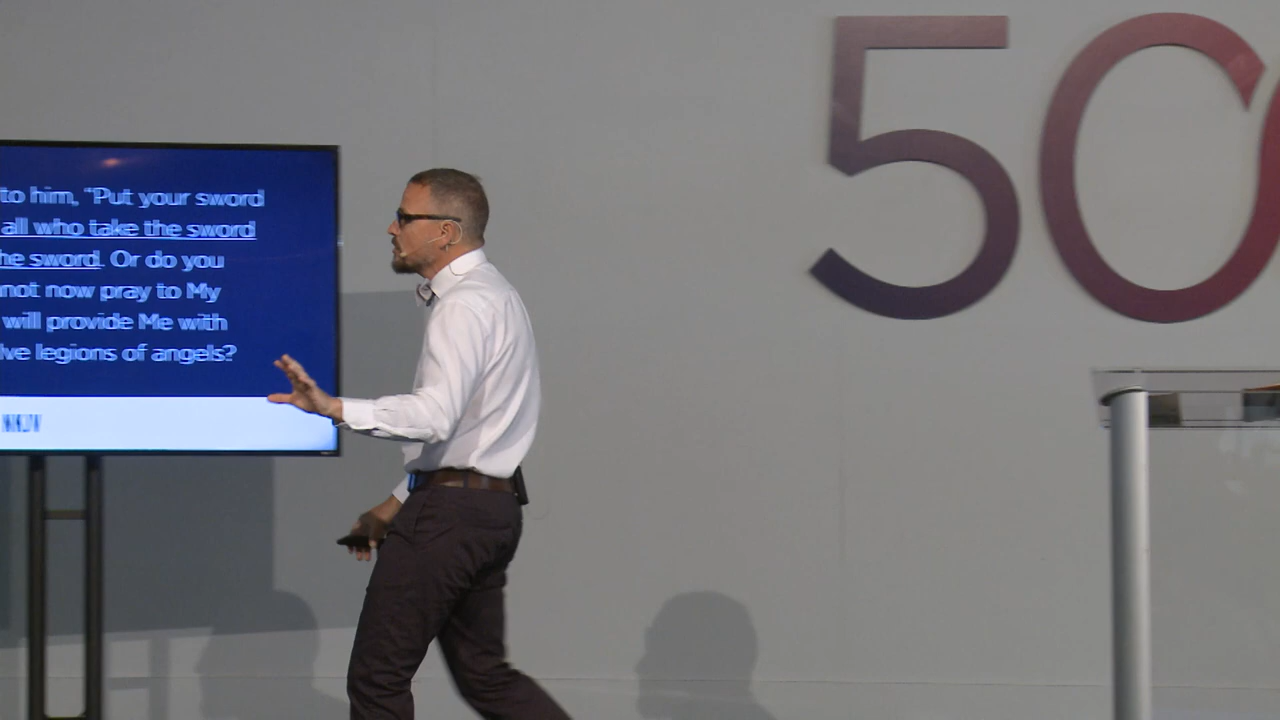 to him, "Put your sword
all who take the sword
he sword. Or do you
not now pray to My
will provide Me with
lve legions of angels?
NKJV
50